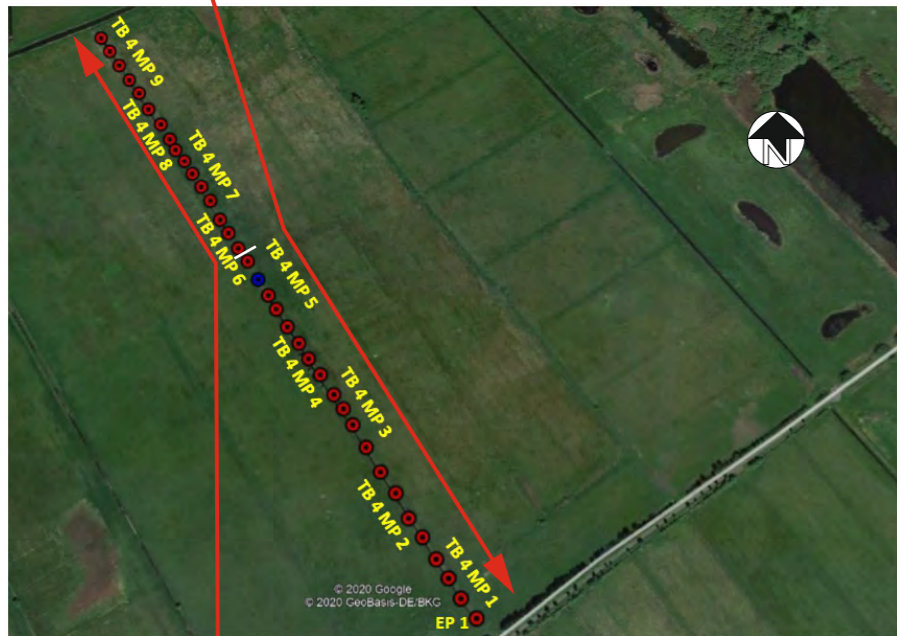 TB 4 MP 9
TB 4 MP 8
TB 4 MP 7
N
TB 4 MP 6
TB 4 MP 5
TB 4 MP 4
TB 4 MP 3
TB 4 MP 2
TB 4 MP 1
EP 1
© 2020 Google
© 2020 GeoBasis-DE/BKG